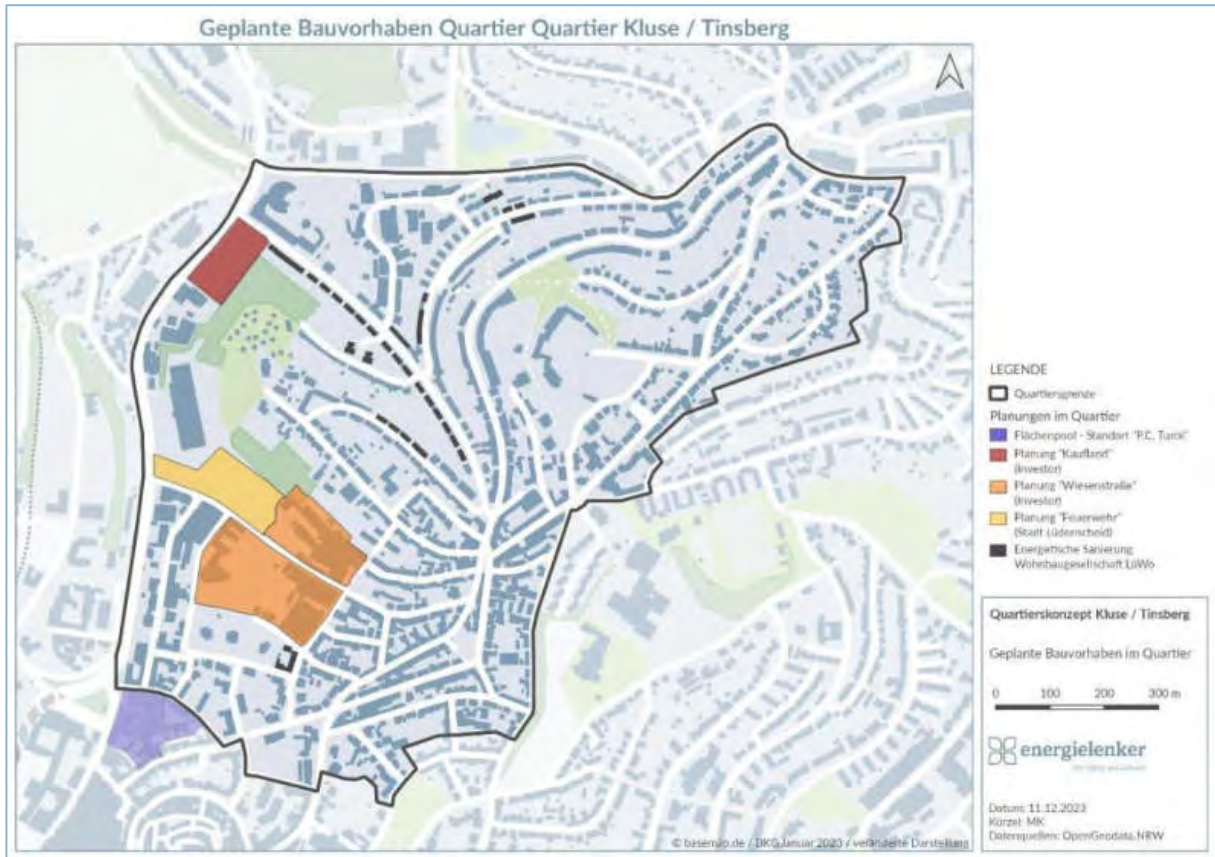 Geplante Bauvorhaben Quartier Quartier Kluse / Tinsberg
LEGENDE
Quartiersgrenze
Planungen im Quartier
Flächenpool - Standort "P.C. Turck"
Planung "Kaufland"
(Investor)
Planung "Wiesenstraße"
(Investor)
Planung "Feuerwehr"
(Stadt Lüdenscheid)
Energetische Sanierung
Wohnbaugesellschaft LüWo
Quartierskonzept Kluse / Tinsberg
Geplante Bauvorhaben im Quartier
0 100 200 300 m
energielenker
Datum: 11.12.2023
Kürzel: MK
Datenquellen: OpenGeodata.NRW
© basemap.de / BKG Januar 2023 / veränderte Darstellung